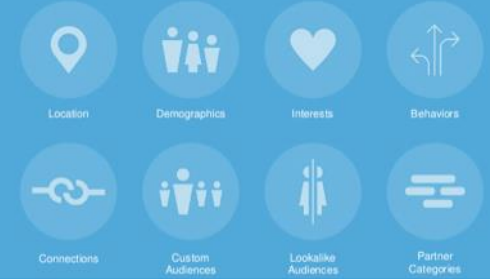 Location
Demographics
Interests
Behaviors
Connections
Custom
Audiences
Lookalike
Audiences
Partner
Categories